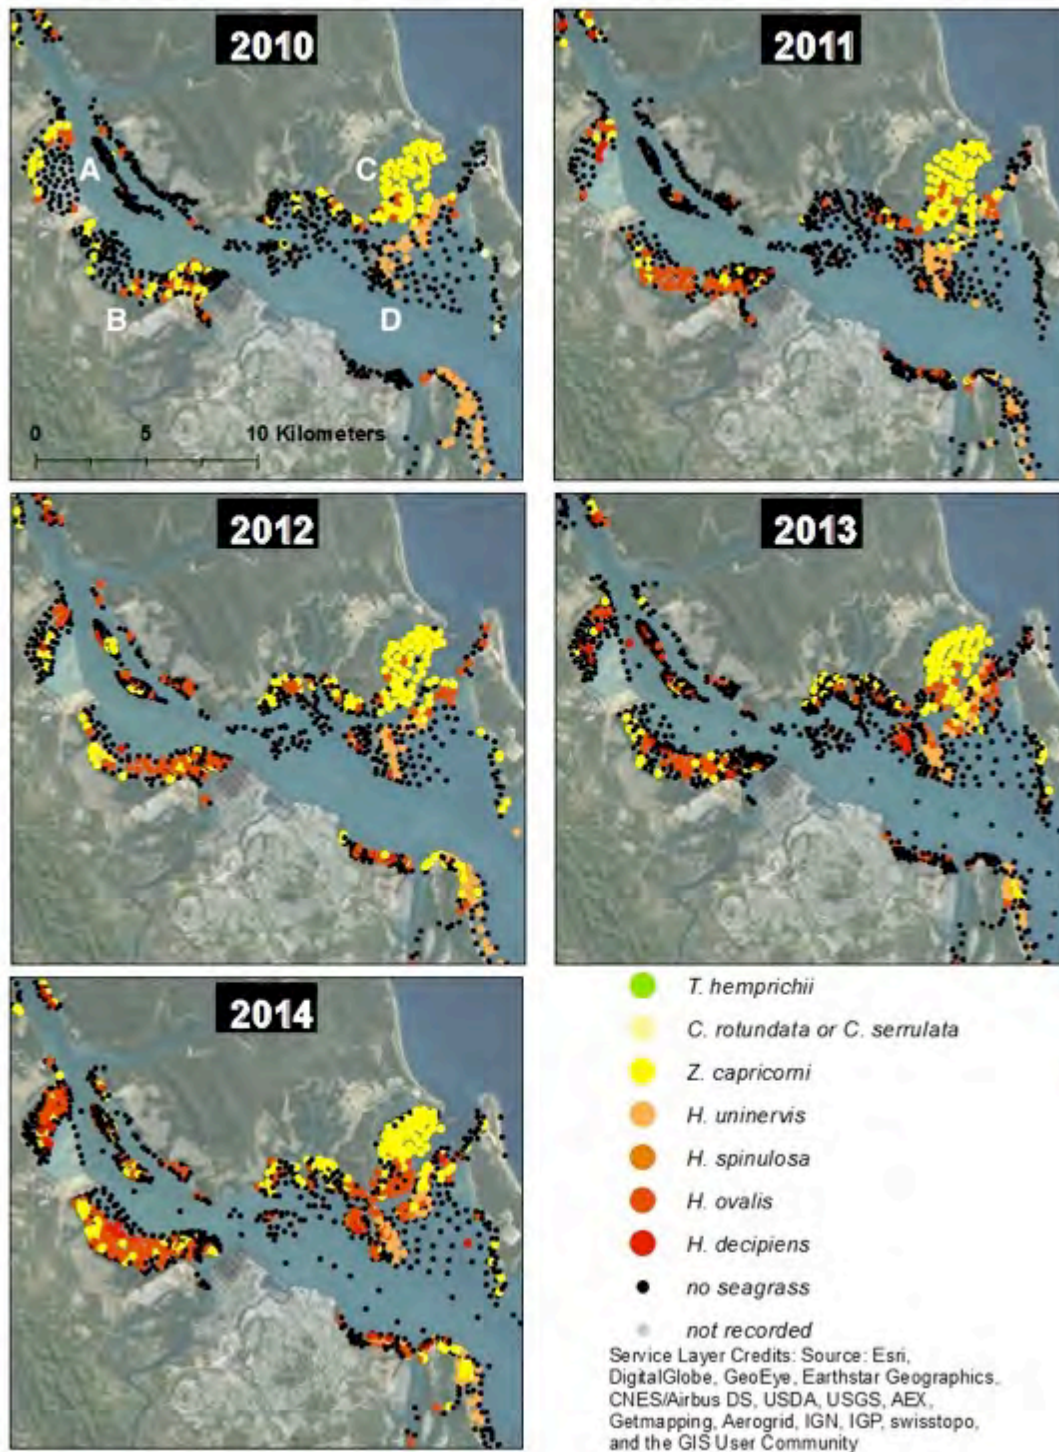 2010
2011
A
C
B
D
0 5 10 Kilometers
2012
2013
2014
T. hemprichii
C. rotundata or C. serrulata
Z. capricorni
H. uninervis
H. spinulosa
H. ovalis
H. decipiens
no seagrass
not recorded
Service Layer Credits: Source: Esri,
DigitalGlobe, GeoEye, Earthstar Geographics,
CNES/Airbus DS, USDA, USGS, AEX,
Getmapping, Aerogrid, IGN, IGP, swisstopo,
and the GIS User Community